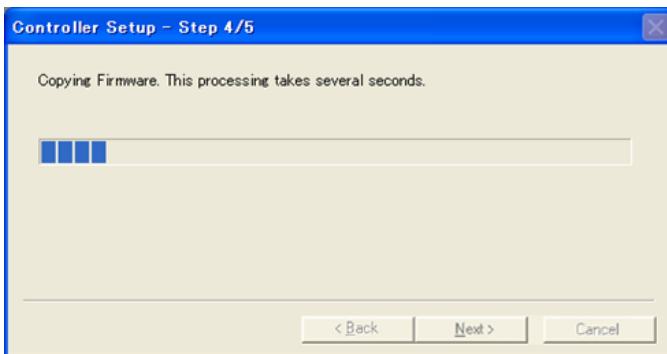 Controller Setup - Step 4/5
Copying Firmware. This processing takes several seconds.
< Back
Next >
Cancel